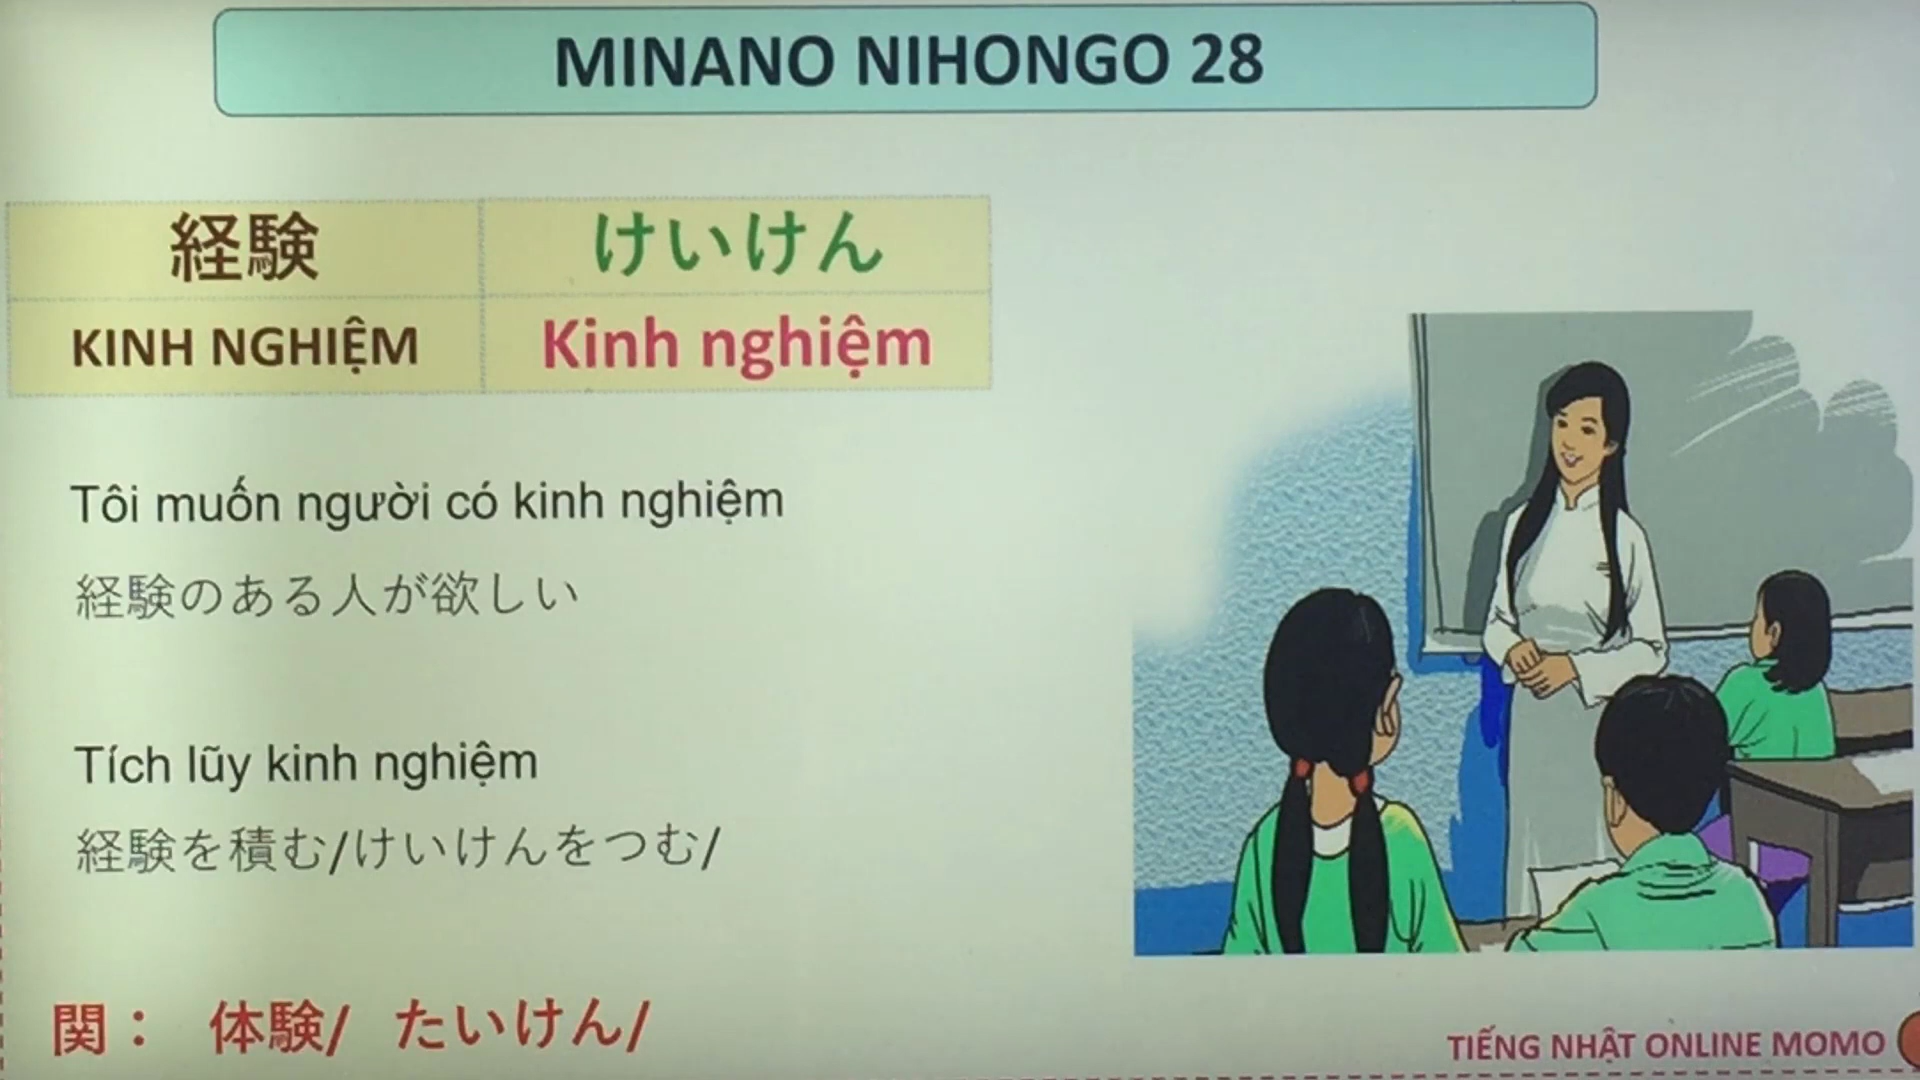 MINANO NIHONGO 28
経験 けいけん
KINH NGHIỆM Kinh nghiệm
Tôi muốn người có kinh nghiệm
経験のある人が欲しい
Tích lũy kinh nghiệm
経験を積む/けいけんをつむ/
関： 体験/ たいけん/
TIẾNG NHẬT ONLINE MOMO